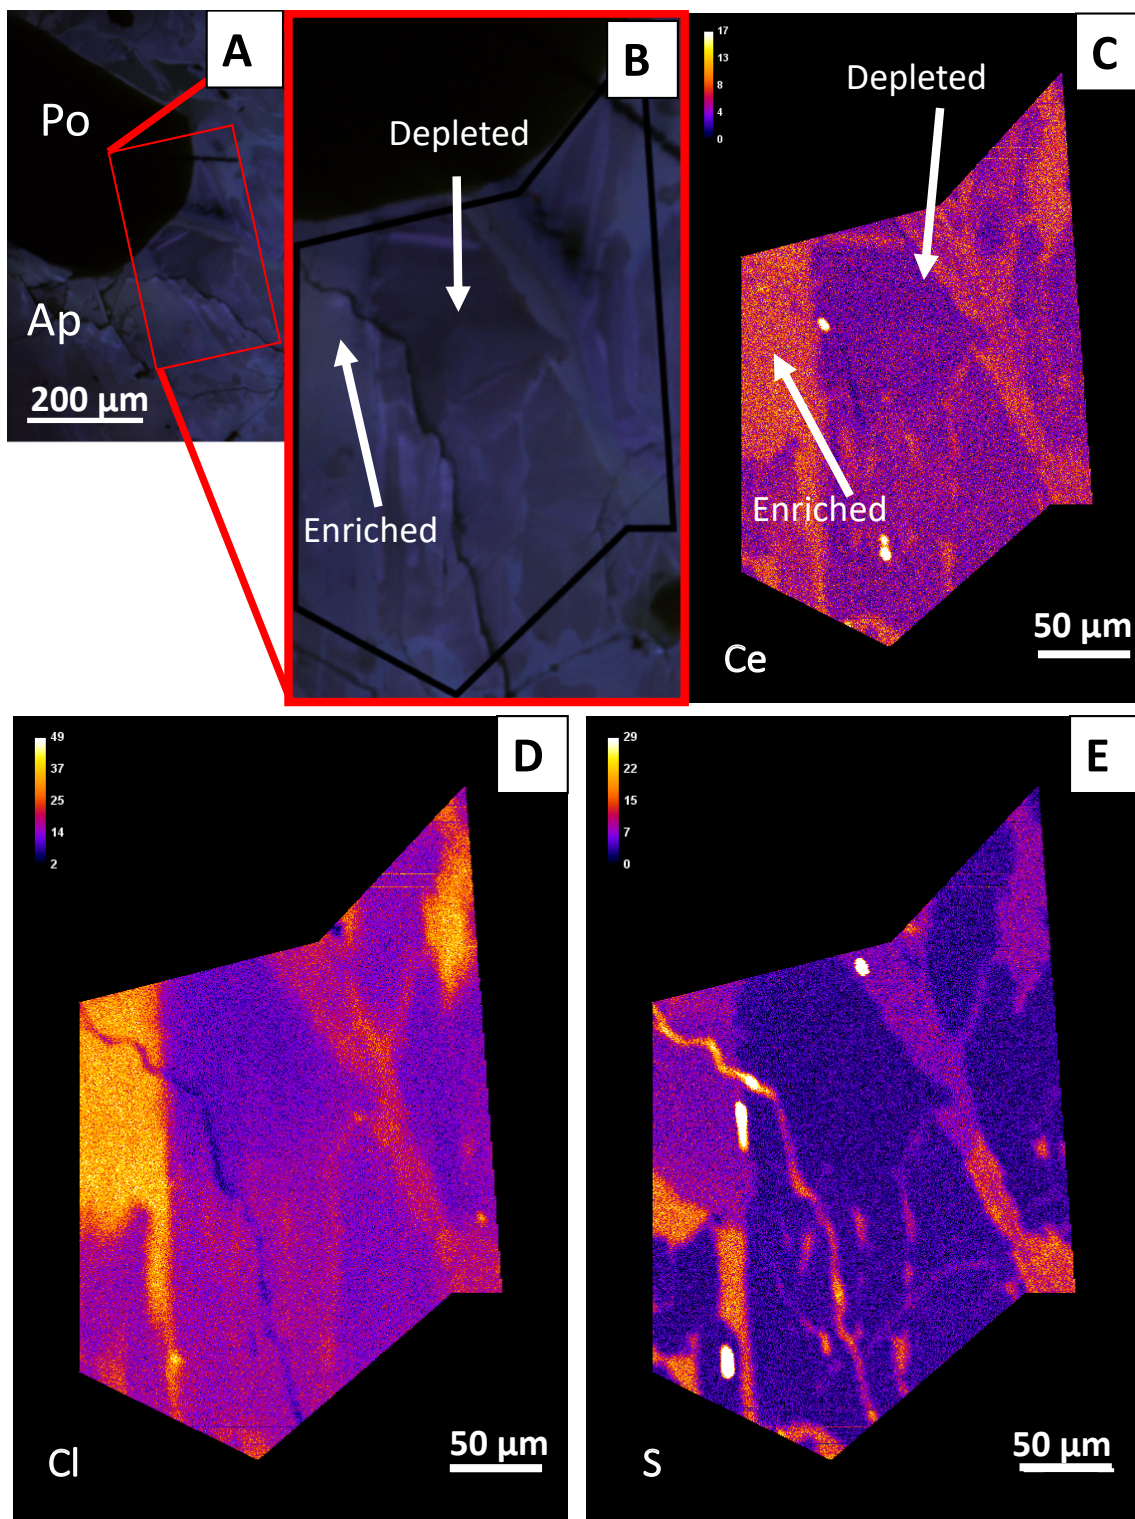 A
Po
Ap
200 µm
B
Depleted
Enriched
C
17
13
8
4
0
Depleted
Enriched
50 µm
Ce
D
49
37
25
14
2
50 µm
Cl
E
29
22
15
7
0
50 µm
S